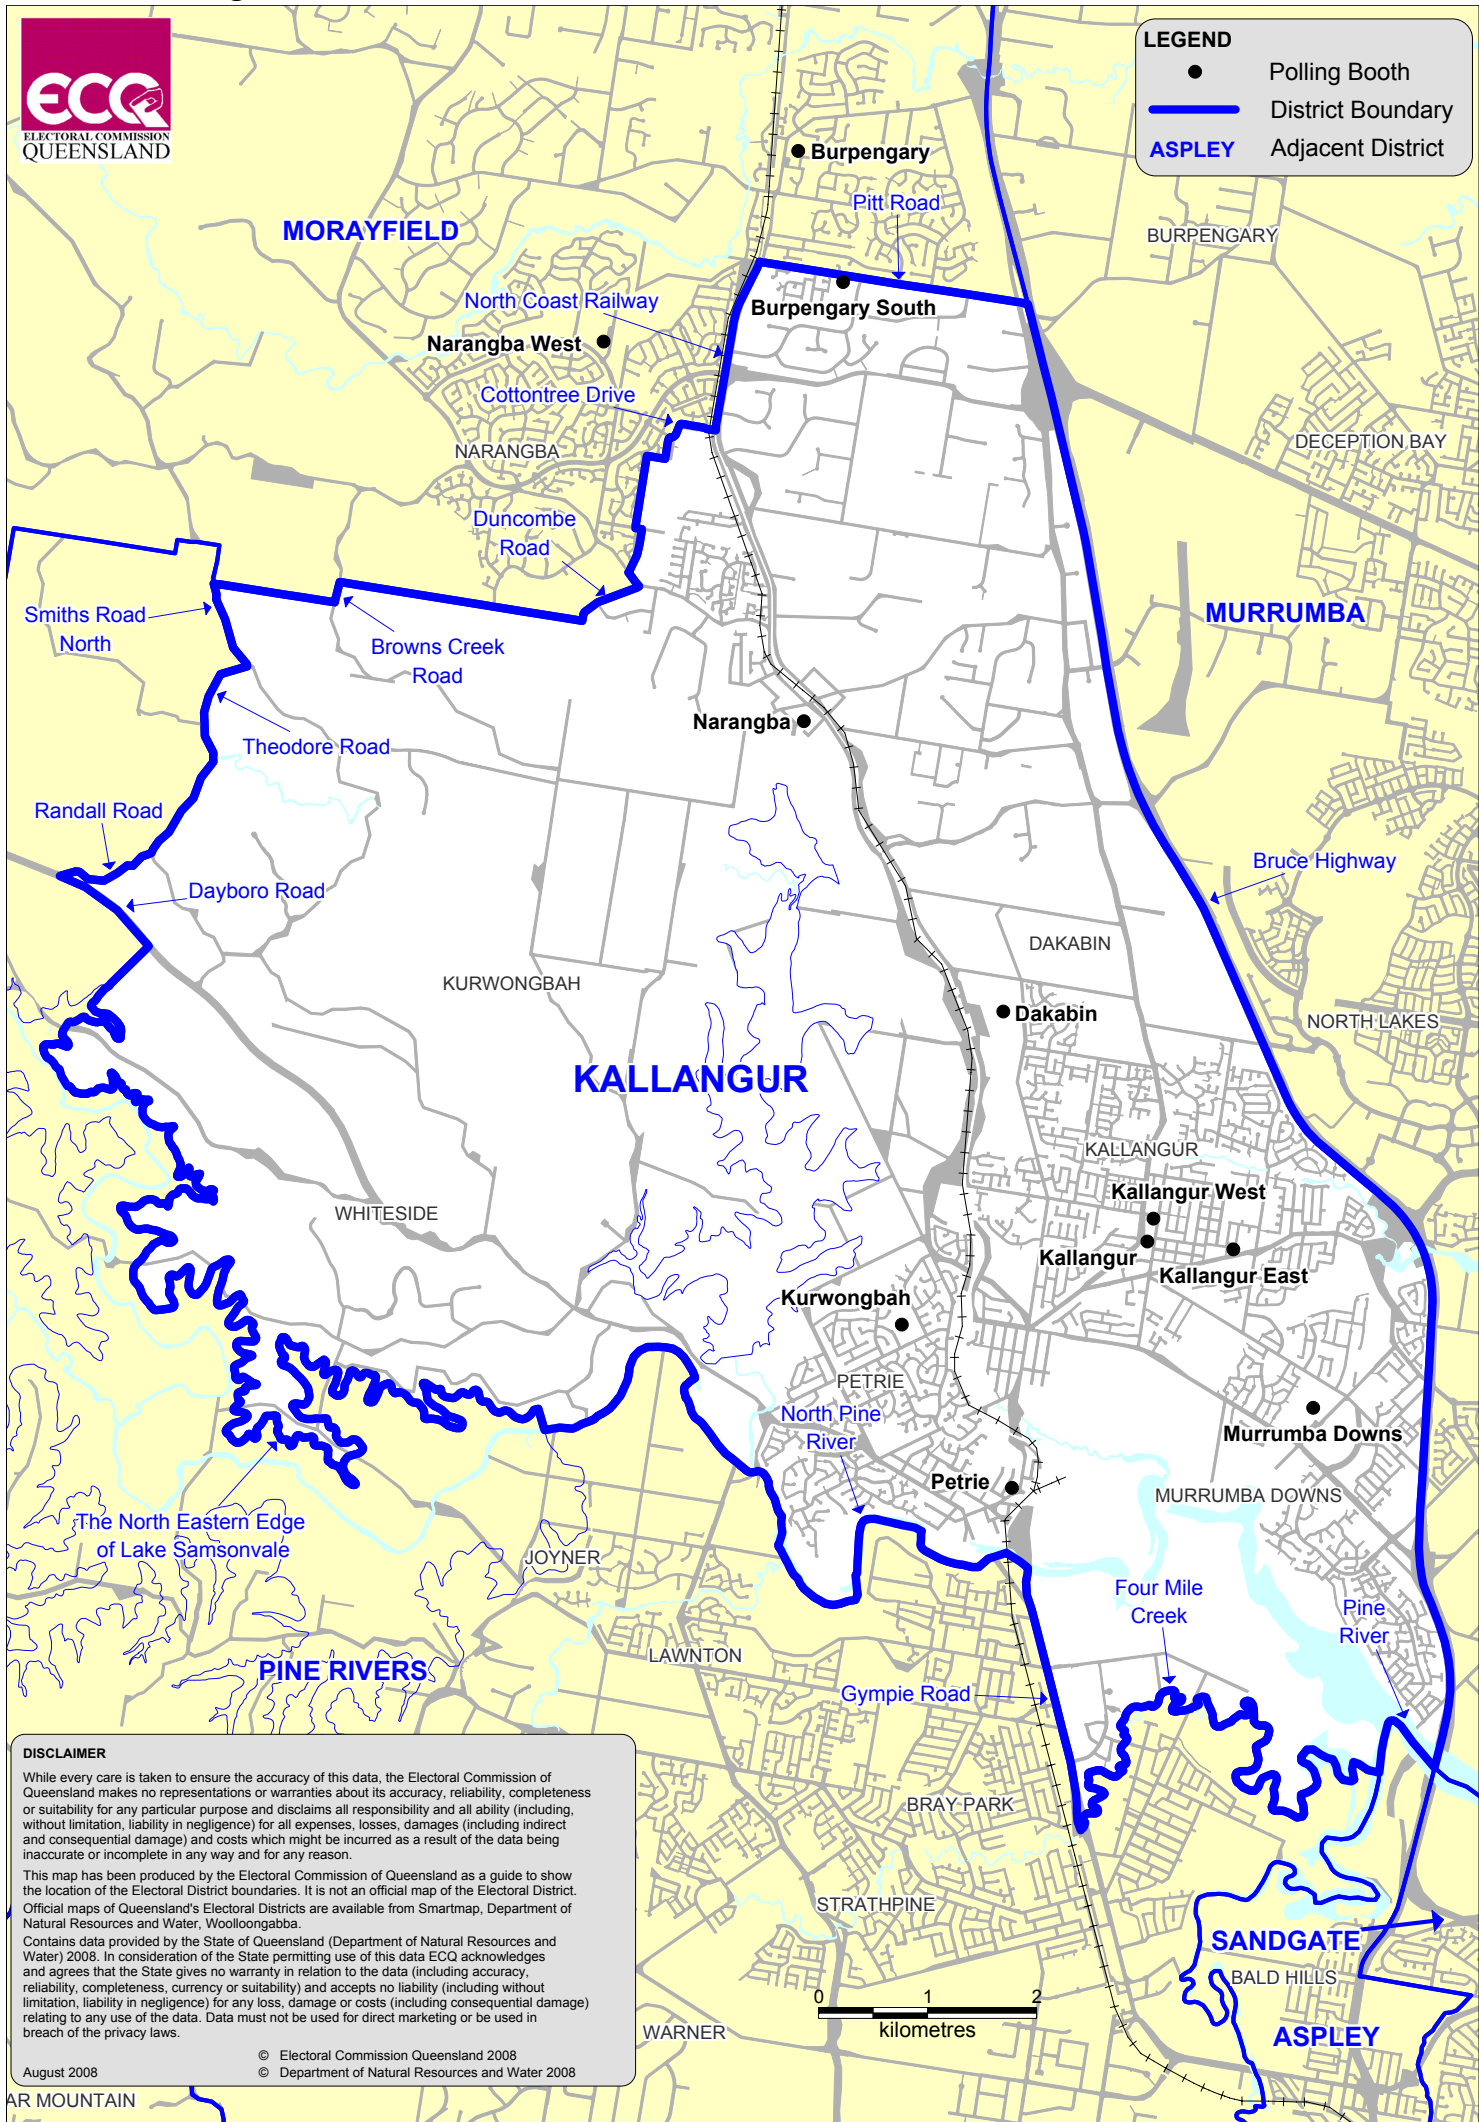 ECQ
ELECTORAL COMMISSION
QUEENSLAND
LEGEND
Polling Booth
District Boundary
ASPLEY Adjacent District
Burpengary
Pitt Road
MORAYFIELD
BURPENGARY
North Coast Railway
Burpengary South
Narangba West
Cottontree Drive
NARANGBA
DECEPTION BAY
Duncombe
Road
Smiths Road
North
Browns Creek
Road
MURRUMBA
Narangba
Theodore Road
Randall Road
Dayboro Road
Bruce Highway
DAKABIN
KURWONGBAH
Dakabin
NORTH LAKES
KALLANGUR
KALLANGUR
Kallangur West
WHITESIDE
Kallangur
Kallangur East
Kurwongbah
PETRIE
North Pine
River
Murrumba Downs
Petrie
MURRUMBA DOWNS
The North Eastern Edge
of Lake Samsonvale
JOYNER
Four Mile
Creek
Pine
River
LAWNTON
PINE RIVERS
Gympie Road
BRAY PARK
STRATHPINE
SANDGATE
BALD HILLS
ASPLEY
WARNER
0 1 2
kilometres
DISCLAIMER
While every care is taken to ensure the accuracy of this data, the Electoral Commission of
Queensland makes no representations or warranties about its accuracy, reliability, completeness
or suitability for any particular purpose and disclaims all responsibility and all ability (including,
without limitation, liability in negligence) for all expenses, losses, damages (including indirect
and consequential damage) and costs which might be incurred as a result of the data being
inaccurate or incomplete in any way and for any reason.
This map has been produced by the Electoral Commission of Queensland as a guide to show
the location of the Electoral District boundaries. It is not an official map of the Electoral District.
Official maps of Queensland's Electoral Districts are available from Smartmap, Department of
Natural Resources and Water, Woolloongabba.
Contains data provided by the State of Queensland (Department of Natural Resources and
Water) 2008. In consideration of the State permitting use of this data ECQ acknowledges
and agrees that the State gives no warranty in relation to the data (including accuracy,
reliability, completeness, currency or suitability) and accepts no liability (including without
limitation, liability in negligence) for any loss, damage or costs (including consequential damage)
relating to any use of the data. Data must not be used for direct marketing or be used in
breach of the privacy laws.
© Electoral Commission Queensland 2008
August 2008 © Department of Natural Resources and Water 2008
AR MOUNTAIN